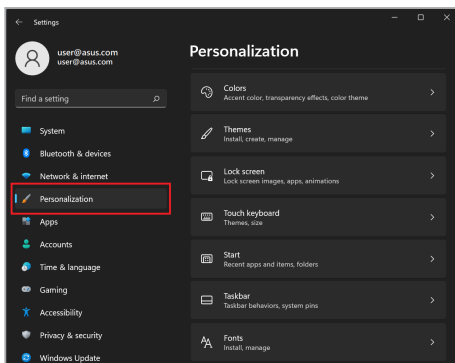 Settings
user@asus.com
user@asus.com
Find a setting
System
Bluetooth & devices
Network & internet
Personalization
Apps
Accounts
Time & language
Gaming
Accessibility
Privacy & security
Windows Update
Personalization
Colors
Accent color, transparency effects, color theme
Themes
Install, create, manage
Lock screen
Lock screen images, apps, animations
Touch keyboard
Themes, size
Start
Recent apps and items, folders
Taskbar
Taskbar behaviors, system pins
Fonts
Install, manage